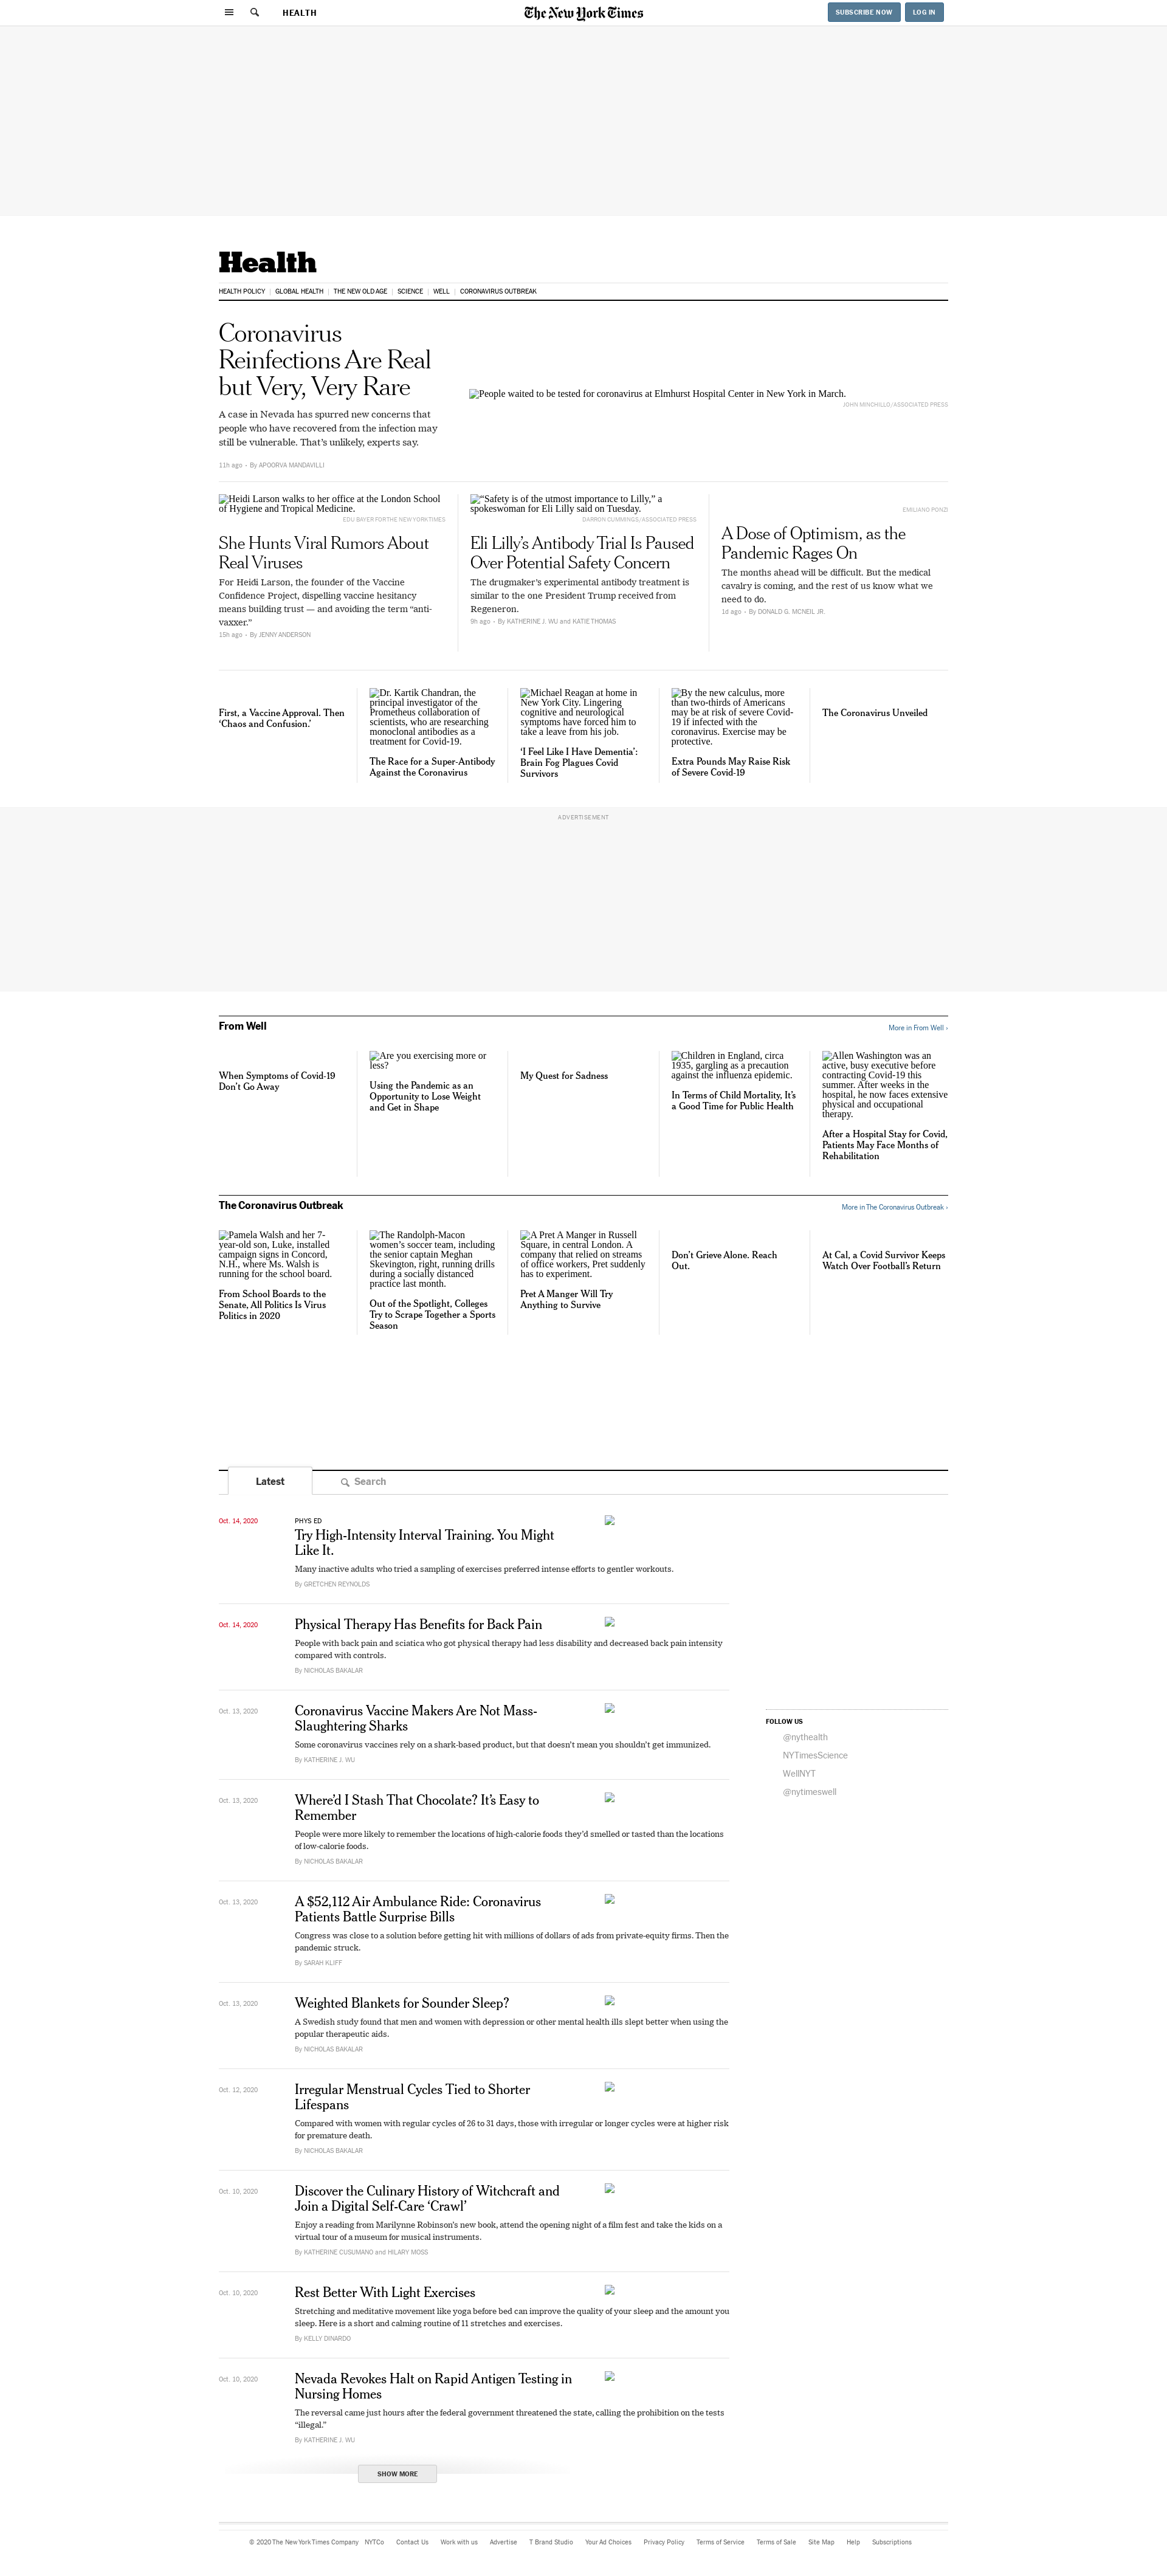 HEALTH
The New York Times
SUBSCRIBE NOW
LOG IN
Health
HEALTH POLICY | GLOBAL HEALTH | THE NEW OLD AGE | SCIENCE | WELL | CORONAVIRUS OUTBREAK
Coronavirus
Reinfections Are Real
but Very, Very Rare
A case in Nevada has spurred new concerns that
people who have recovered from the infection may
still be vulnerable. That’s unlikely, experts say.
11h ago • By APOORVA MANDAVILLI
People waited to be tested for coronavirus at Elmhurst Hospital Center in New York in March.
JOHN MINCHILLO/ASSOCIATED PRESS
Heidi Larson walks to her office at the London School
of Hygiene and Tropical Medicine.
EDU BAYER FOR THE NEW YORK TIMES
She Hunts Viral Rumors About
Real Viruses
For Heidi Larson, the founder of the Vaccine
Confidence Project, dispelling vaccine hesitancy
means building trust — and avoiding the term “anti-
vaxxer.”
15h ago • By JENNY ANDERSON
“Safety is of the utmost importance to Lilly,” a
spokeswoman for Eli Lilly said on Tuesday.
DARRON CUMMINGS/ASSOCIATED PRESS
Eli Lilly’s Antibody Trial Is Paused
Over Potential Safety Concern
The drugmaker’s experimental antibody treatment is
similar to the one President Trump received from
Regeneron.
9h ago • By KATHERINE J. WU and KATIE THOMAS
EMILIANO PONZI
A Dose of Optimism, as the
Pandemic Rages On
The months ahead will be difficult. But the medical
cavalry is coming, and the rest of us know what we
need to do.
1d ago • By DONALD G. MCNEIL JR.
First, a Vaccine Approval. Then
‘Chaos and Confusion.’
Dr. Kartik Chandran, the
principal investigator of the
Prometheus collaboration of
scientists, who are researching
monoclonal antibodies as a
treatment for Covid-19.
The Race for a Super-Antibody
Against the Coronavirus
Michael Reagan at home in
New York City. Lingering
cognitive and neurological
symptoms have forced him to
take a leave from his job.
‘I Feel Like I Have Dementia’:
Brain Fog Plagues Covid
Survivors
By the new calculus, more
than two-thirds of Americans
may be at risk of severe Covid-
19 if infected with the
coronavirus. Exercise may be
protective.
Extra Pounds May Raise Risk
of Severe Covid-19
The Coronavirus Unveiled
ADVERTISEMENT
From Well
More in From Well ›
When Symptoms of Covid-19
Don’t Go Away
Are you exercising more or
less?
Using the Pandemic as an
Opportunity to Lose Weight
and Get in Shape
My Quest for Sadness
Children in England, circa
1935, gargling as a precaution
against the influenza epidemic.
In Terms of Child Mortality, It’s
a Good Time for Public Health
Allen Washington was an
active, busy executive before
contracting Covid-19 this
summer. After weeks in the
hospital, he now faces extensive
physical and occupational
therapy.
After a Hospital Stay for Covid,
Patients May Face Months of
Rehabilitation
The Coronavirus Outbreak
More in The Coronavirus Outbreak ›
Pamela Walsh and her 7-
year-old son, Luke, installed
campaign signs in Concord,
N.H., where Ms. Walsh is
running for the school board.
From School Boards to the
Senate, All Politics Is Virus
Politics in 2020
The Randolph-Macon
women’s soccer team, including
the senior captain Meghan
Skevington, right, running drills
during a socially distanced
practice last month.
Out of the Spotlight, Colleges
Try to Scrape Together a Sports
Season
A Pret A Manger in Russell
Square, in central London. A
company that relied on streams
of office workers, Pret suddenly
has to experiment.
Pret A Manger Will Try
Anything to Survive
Don’t Grieve Alone. Reach
Out.
At Cal, a Covid Survivor Keeps
Watch Over Football’s Return
Latest
Search
Oct. 14, 2020
PHYS ED
Try High-Intensity Interval Training. You Might
Like It.
Many inactive adults who tried a sampling of exercises preferred intense efforts to gentler workouts.
By GRETCHEN REYNOLDS
Oct. 14, 2020
Physical Therapy Has Benefits for Back Pain
People with back pain and sciatica who got physical therapy had less disability and decreased back pain intensity
compared with controls.
By NICHOLAS BAKALAR
Oct. 13, 2020
Coronavirus Vaccine Makers Are Not Mass-
Slaughtering Sharks
Some coronavirus vaccines rely on a shark-based product, but that doesn’t mean you shouldn’t get immunized.
By KATHERINE J. WU
FOLLOW US
@nythealth
NYTimesScience
WellNYT
@nytimeswell
Oct. 13, 2020
Where’d I Stash That Chocolate? It’s Easy to
Remember
People were more likely to remember the locations of high-calorie foods they’d smelled or tasted than the locations
of low-calorie foods.
By NICHOLAS BAKALAR
Oct. 13, 2020
A $52,112 Air Ambulance Ride: Coronavirus
Patients Battle Surprise Bills
Congress was close to a solution before getting hit with millions of dollars of ads from private-equity firms. Then the
pandemic struck.
By SARAH KLIFF
Oct. 13, 2020
Weighted Blankets for Sounder Sleep?
A Swedish study found that men and women with depression or other mental health ills slept better when using the
popular therapeutic aids.
By NICHOLAS BAKALAR
Oct. 12, 2020
Irregular Menstrual Cycles Tied to Shorter
Lifespans
Compared with women with regular cycles of 26 to 31 days, those with irregular or longer cycles were at higher risk
for premature death.
By NICHOLAS BAKALAR
Oct. 10, 2020
Discover the Culinary History of Witchcraft and
Join a Digital Self-Care ‘Crawl’
Enjoy a reading from Marilynne Robinson’s new book, attend the opening night of a film fest and take the kids on a
virtual tour of a museum for musical instruments.
By KATHERINE CUSUMANO and HILARY MOSS
Oct. 10, 2020
Rest Better With Light Exercises
Stretching and meditative movement like yoga before bed can improve the quality of your sleep and the amount you
sleep. Here is a short and calming routine of 11 stretches and exercises.
By KELLY DINARDO
Oct. 10, 2020
Nevada Revokes Halt on Rapid Antigen Testing in
Nursing Homes
The reversal came just hours after the federal government threatened the state, calling the prohibition on the tests
“illegal.”
By KATHERINE J. WU
SHOW MORE
© 2020 The New York Times Company NYTCo Contact Us Work with us Advertise T Brand Studio Your Ad Choices Privacy Policy Terms of Service Terms of Sale Site Map Help Subscriptions